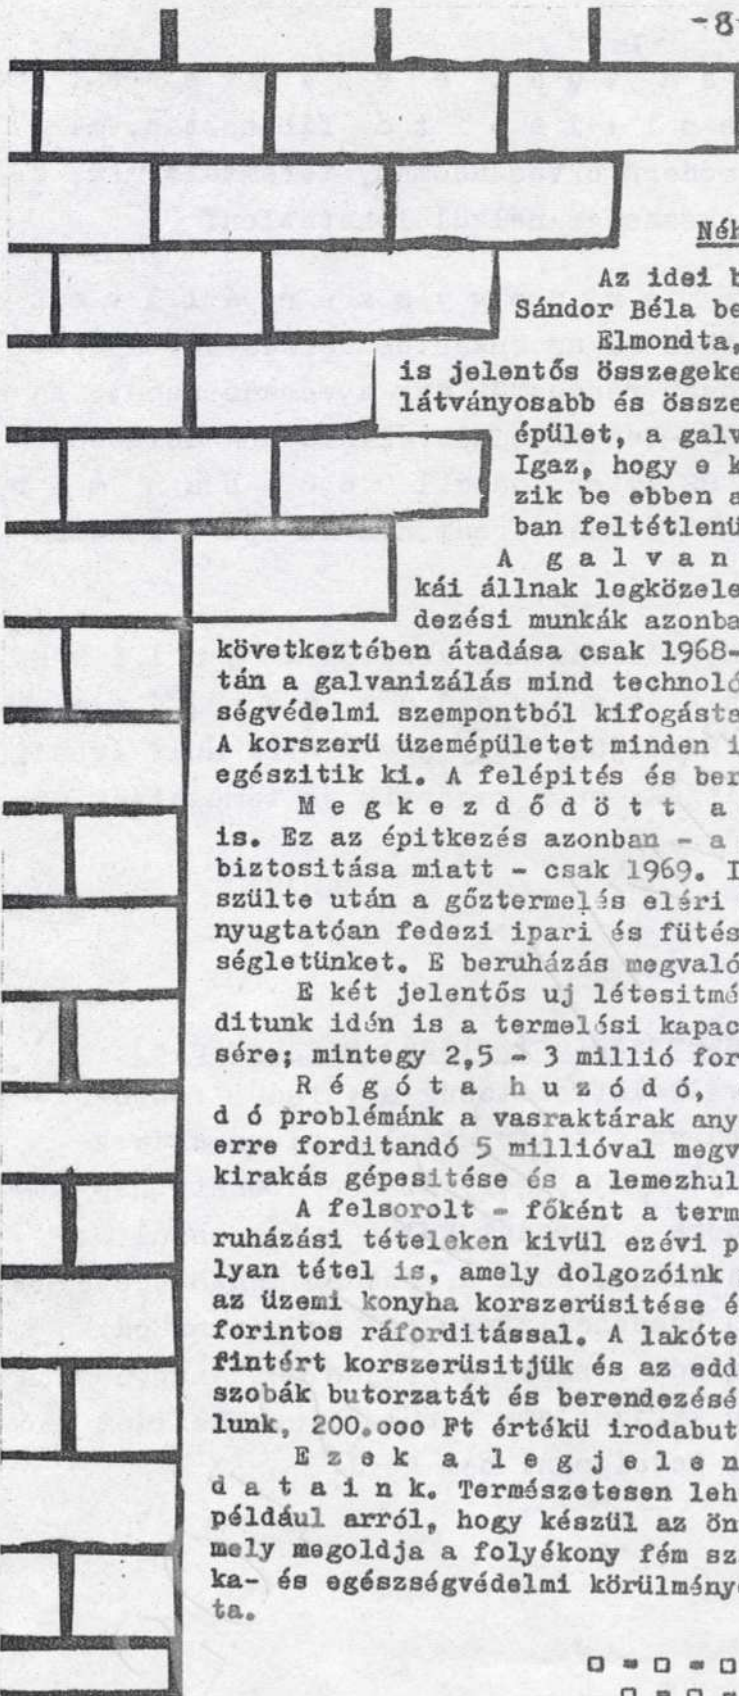 -8-
Néh
Az idei b
Sándor Béla be
Elmondta,
is jelentős összegeke
látványosabb és össze
épület, a galv
Igaz, hogy e k
zik be ebben a
ban feltétlenü
A g a l v a n
kái állnak legközele
dezési munkák azonba
következtében átadása csak 1968-
tán a galvanizálás mind technoló
ségvédelmi szempontból kifogásta
A korszerü üzemépületet minden i
egészitik ki. A felépités és ber
M e g k e z d ő d ö t t a
is. Ez az épitkezés azonban - a
biztositása miatt - csak 1969. I
szülte után a gőztermelés eléri
nyugtatóan fedezi ipari és fütés
ségletünket. E beruházás megvaló
E két jelentős uj létesitmé
ditunk idén is a termelési kapac
sére; mintegy 2,5 - 3 millió for
R é g ó t a h u z ó d ó,
d ó problémánk a vasraktárak any
erre forditandó 5 millióval megv
kirakás gépesitése és a lemezhul
A felsorolt - főként a term
ruházási tételeken kivül ezévi p
lyan tétel is, amely dolgozóink
az üzemi konyha korszerüsitése é
forintos ráforditással. A lakóte
fintért korszerüsitjük és az edd
szobák butorzatát és berendezésé
lunk, 200.000 Ft értékü irodabut
E z e k a l e g j e l e n
d a t a i n k. Természetesen leh
például arról, hogy készül az ön
mely megoldja a folyékony fém sz
ka- és egészségvédelmi körülmény
ta.